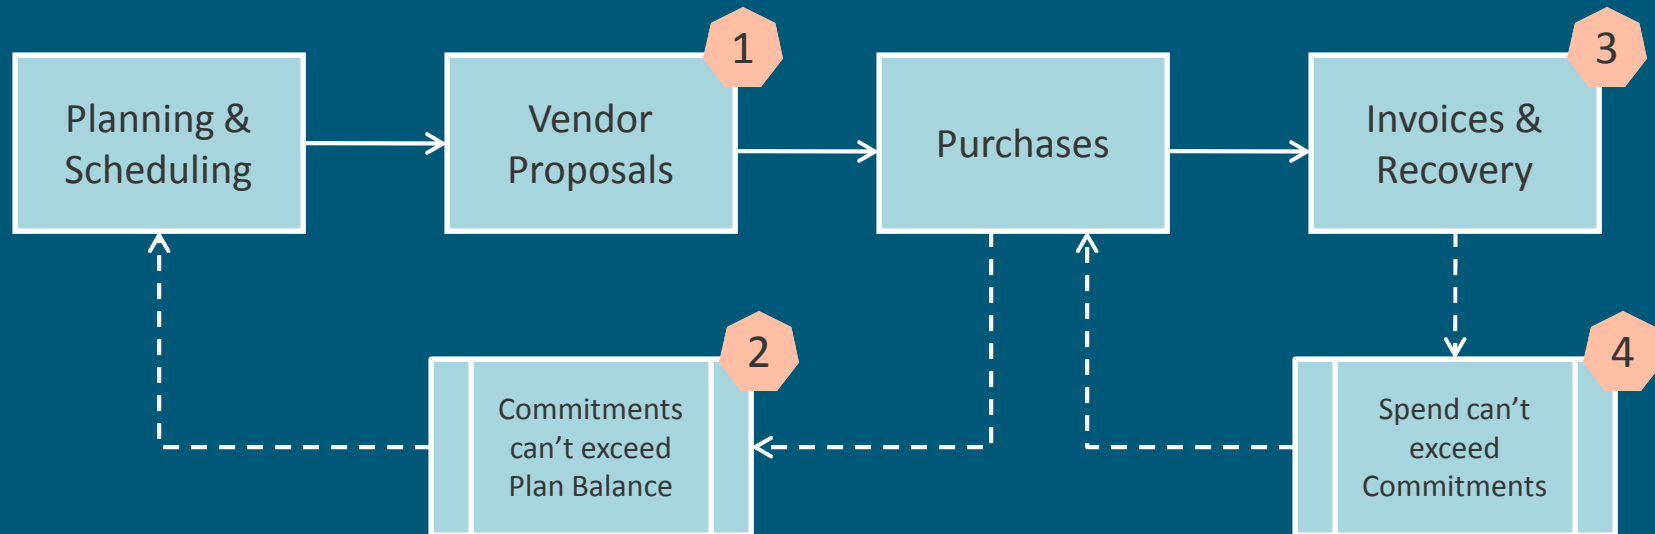 1
3
Planning &
Scheduling
Vendor
Proposals
Purchases
Invoices &
Recovery
2
4
Commitments
can’t exceed
Plan Balance
Spend can’t
exceed
Commitments